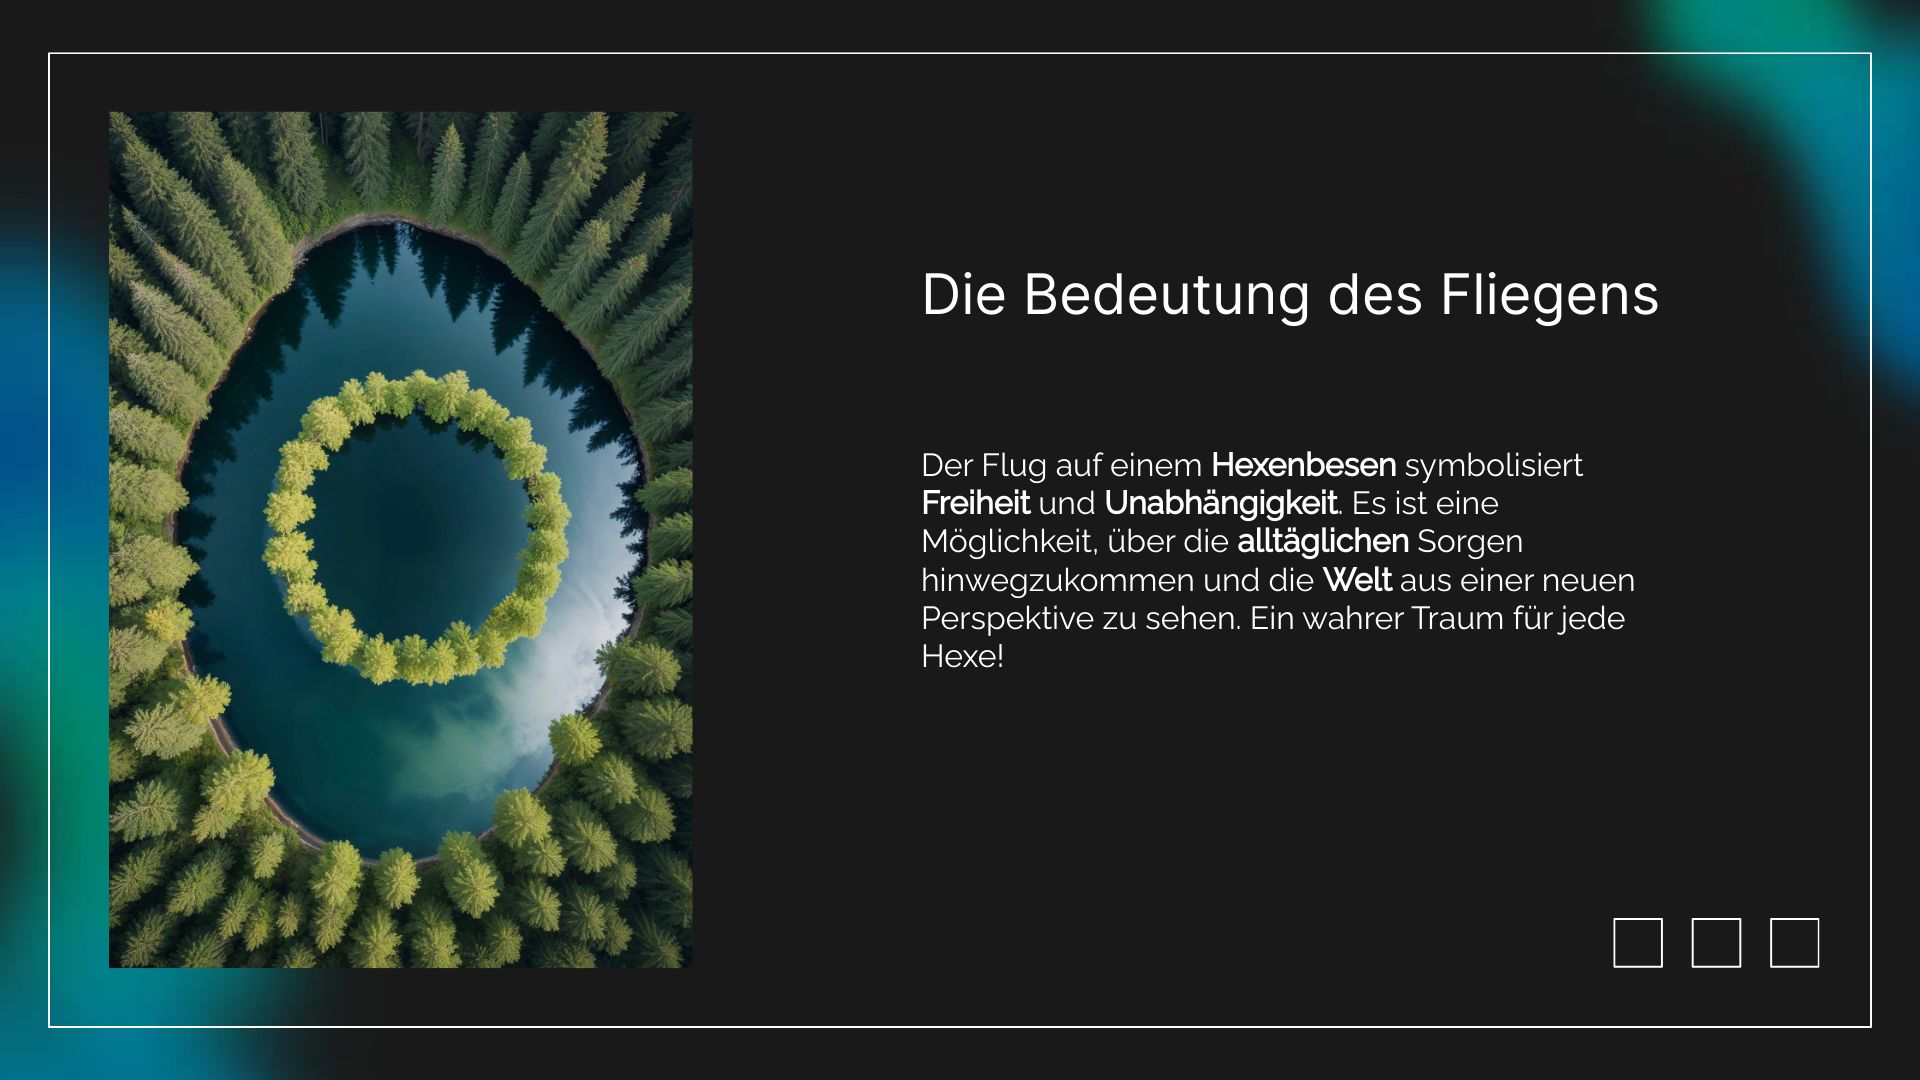 Die Bedeutung des Fliegens
Der Flug auf einem Hexenbesen symbolisiert
Freiheit und Unabhängigkeit. Es ist eine
Möglichkeit, über die alltäglichen Sorgen
hinwegzukommen und die Welt aus einer neuen
Perspektive zu sehen. Ein wahrer Traum für jede
Hexe!